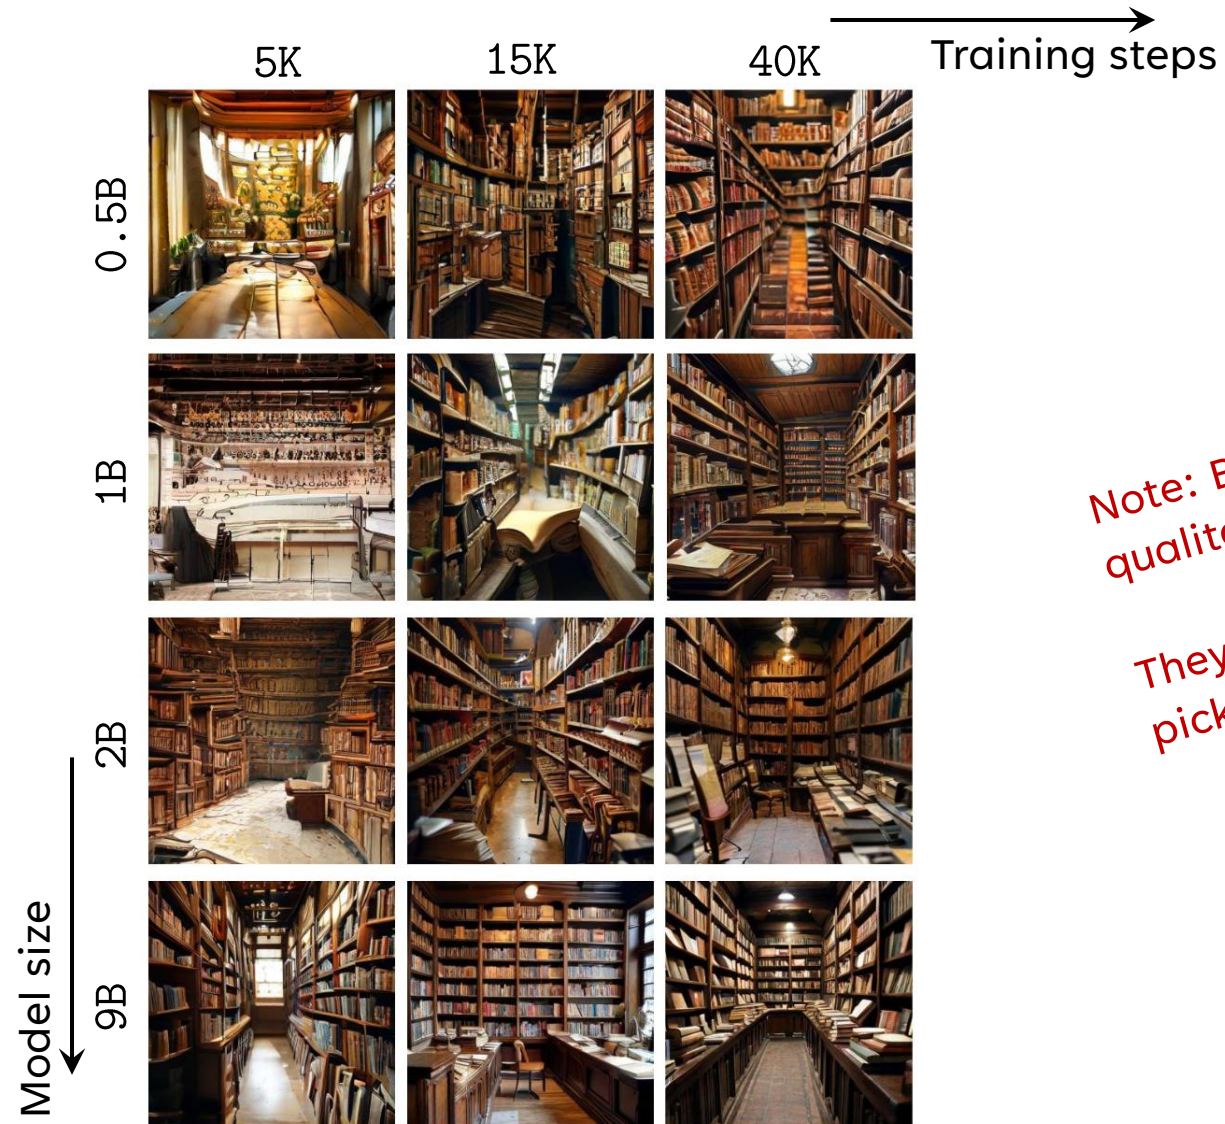 Training steps
5K 15K 40K
0.5B
1B
2B
9B
Model size
Note:
They